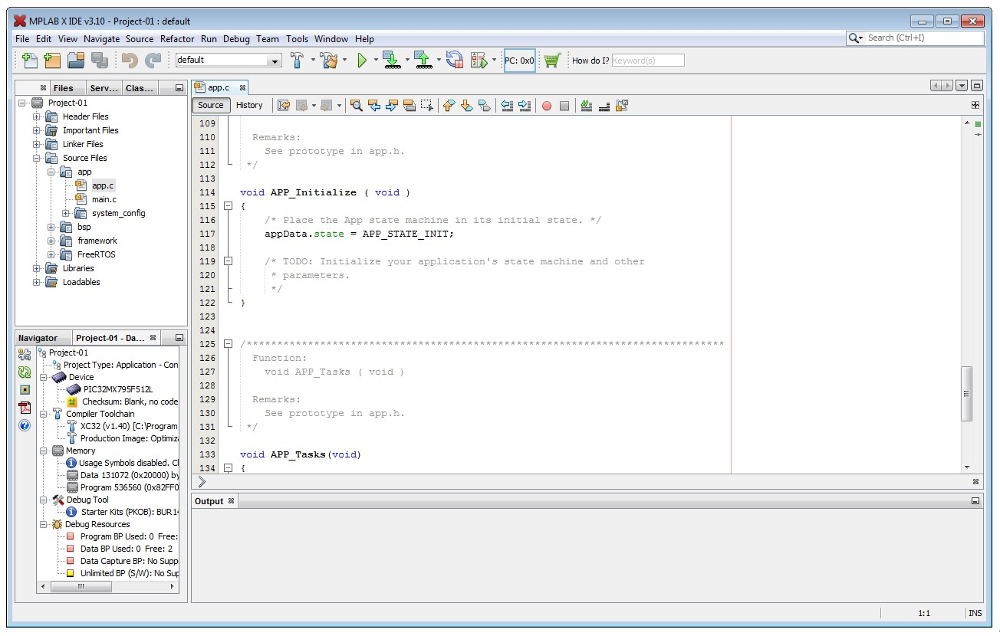 MPLAB X IDE v3.10 - Project-01 : default
File Edit View Navigate Source Refactor Run Debug Team Tools Window Help
Search (Ctrl+I)
default
PC: 0x0
How do I? Keyword(s)
Files Serv... Clas...
Project-01
Header Files
Important Files
Linker Files
Source Files
app
app.c
main.c
system_config
bsp
framework
FreeRTOS
Libraries
Loadables
Navigator Project-01 - Da...
Project-01
Project Type: Application - Con
Device
PIC32MX795F512L
Checksum: Blank, no code
Compiler Toolchain
XC32 (v1.40) [C:\Program
Production Image: Optimiz
Memory
Usage Symbols disabled. Cl
Data 131072 (0x20000) by
Program 536560 (0x82FF0
Debug Tool
Starter Kits (PKOB): BUR14
Debug Resources
Program BP Used: 0 Free:
Data BP Used: 0 Free: 2
Data Capture BP: No Supp
Unlimited BP (S/W): No Sup
app.c
Source History
109
110 Remarks:
111 See prototype in app.h.
112 */
113
114 void APP_Initialize ( void )
115 {
116 /* Place the App state machine in its initial state. */
117 appData.state = APP_STATE_INIT;
118
119 /* TODO: Initialize your application's state machine and other
120 * parameters.
121 */
122 }
123
124
125 /******************************************************************************
126 Function:
127 void APP_Tasks ( void )
128
129 Remarks:
130 See prototype in app.h.
131 */
132
133 void APP_Tasks(void)
134 {
Output
1:1 INS